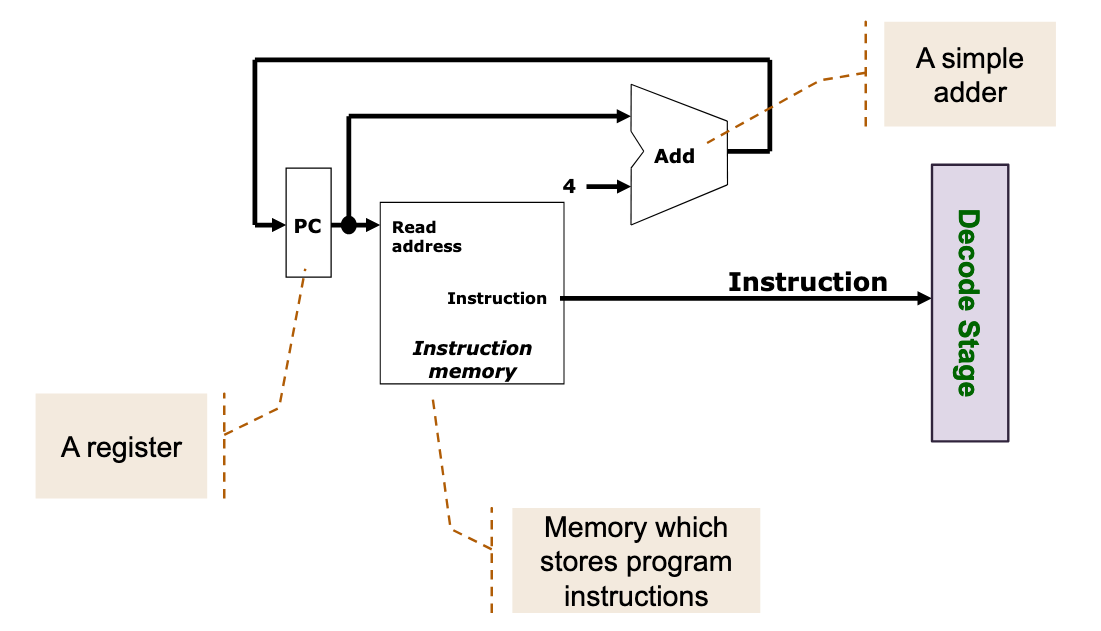 A simple
adder
Add
4
PC
Read
address
Instruction
Instruction
memory
Instruction
Decode Stage
A register
Memory which
stores program
instructions